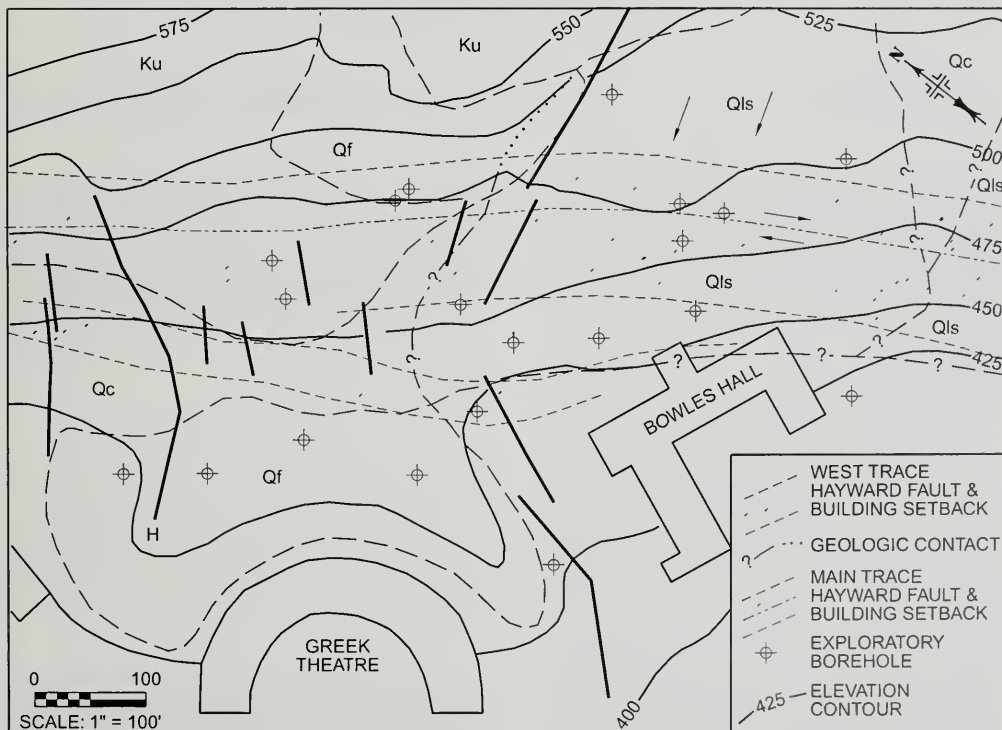 575
Ku
Ku
550
525
N
Qc
Qls
Qf
500
Qls
?
?
?
475
?
?
450
Qls
Qls
425
?
?
?
?
?
Qc
BOWLES HALL
Qf
H
GREEK
THEATRE
400
0 100
SCALE: 1" = 100'
WEST TRACE
HAYWARD FAULT &
BUILDING SETBACK
? GEOLOGIC CONTACT
MAIN TRACE
HAYWARD FAULT &
BUILDING SETBACK
EXPLORATORY
BOREHOLE
425 ELEVATION
CONTOUR